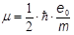 μ = 1/2 · ħ · e₀/m